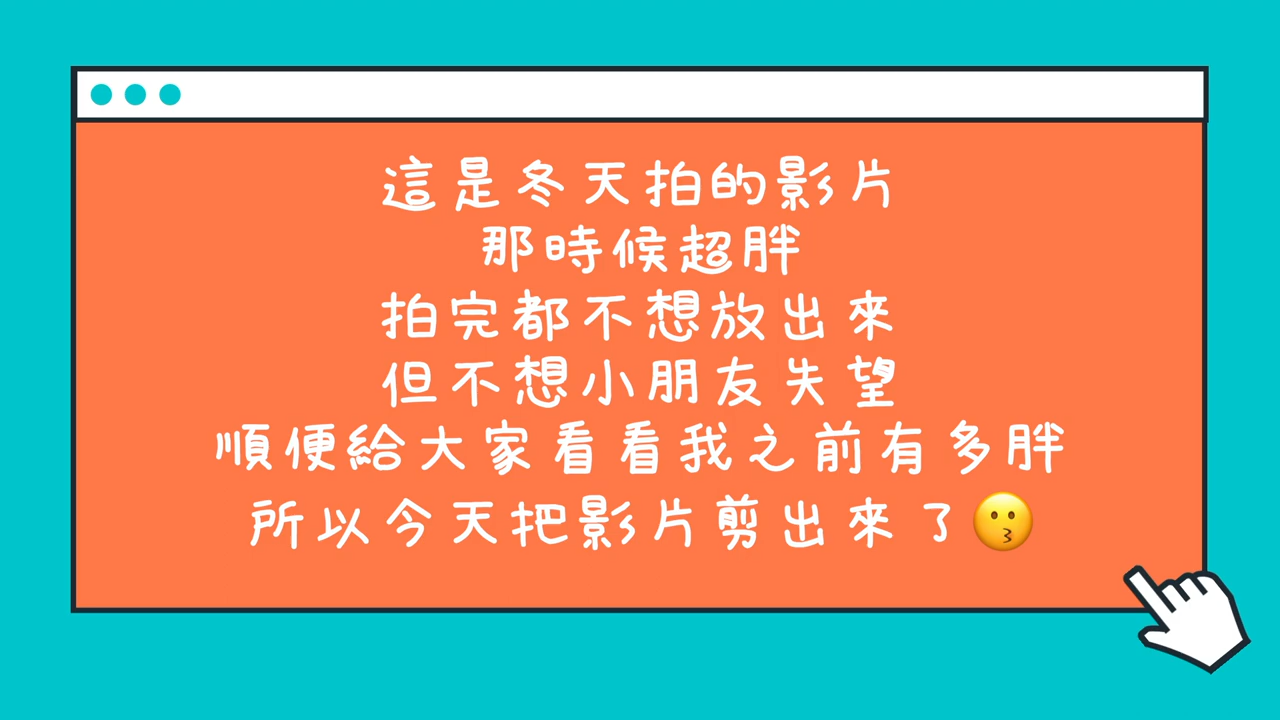 這是冬天拍的影片
那時候超胖
拍完都不想放出來
但不想小朋友失望
順便給大家看看我之前有多胖
所以今天把影片剪出來了😗